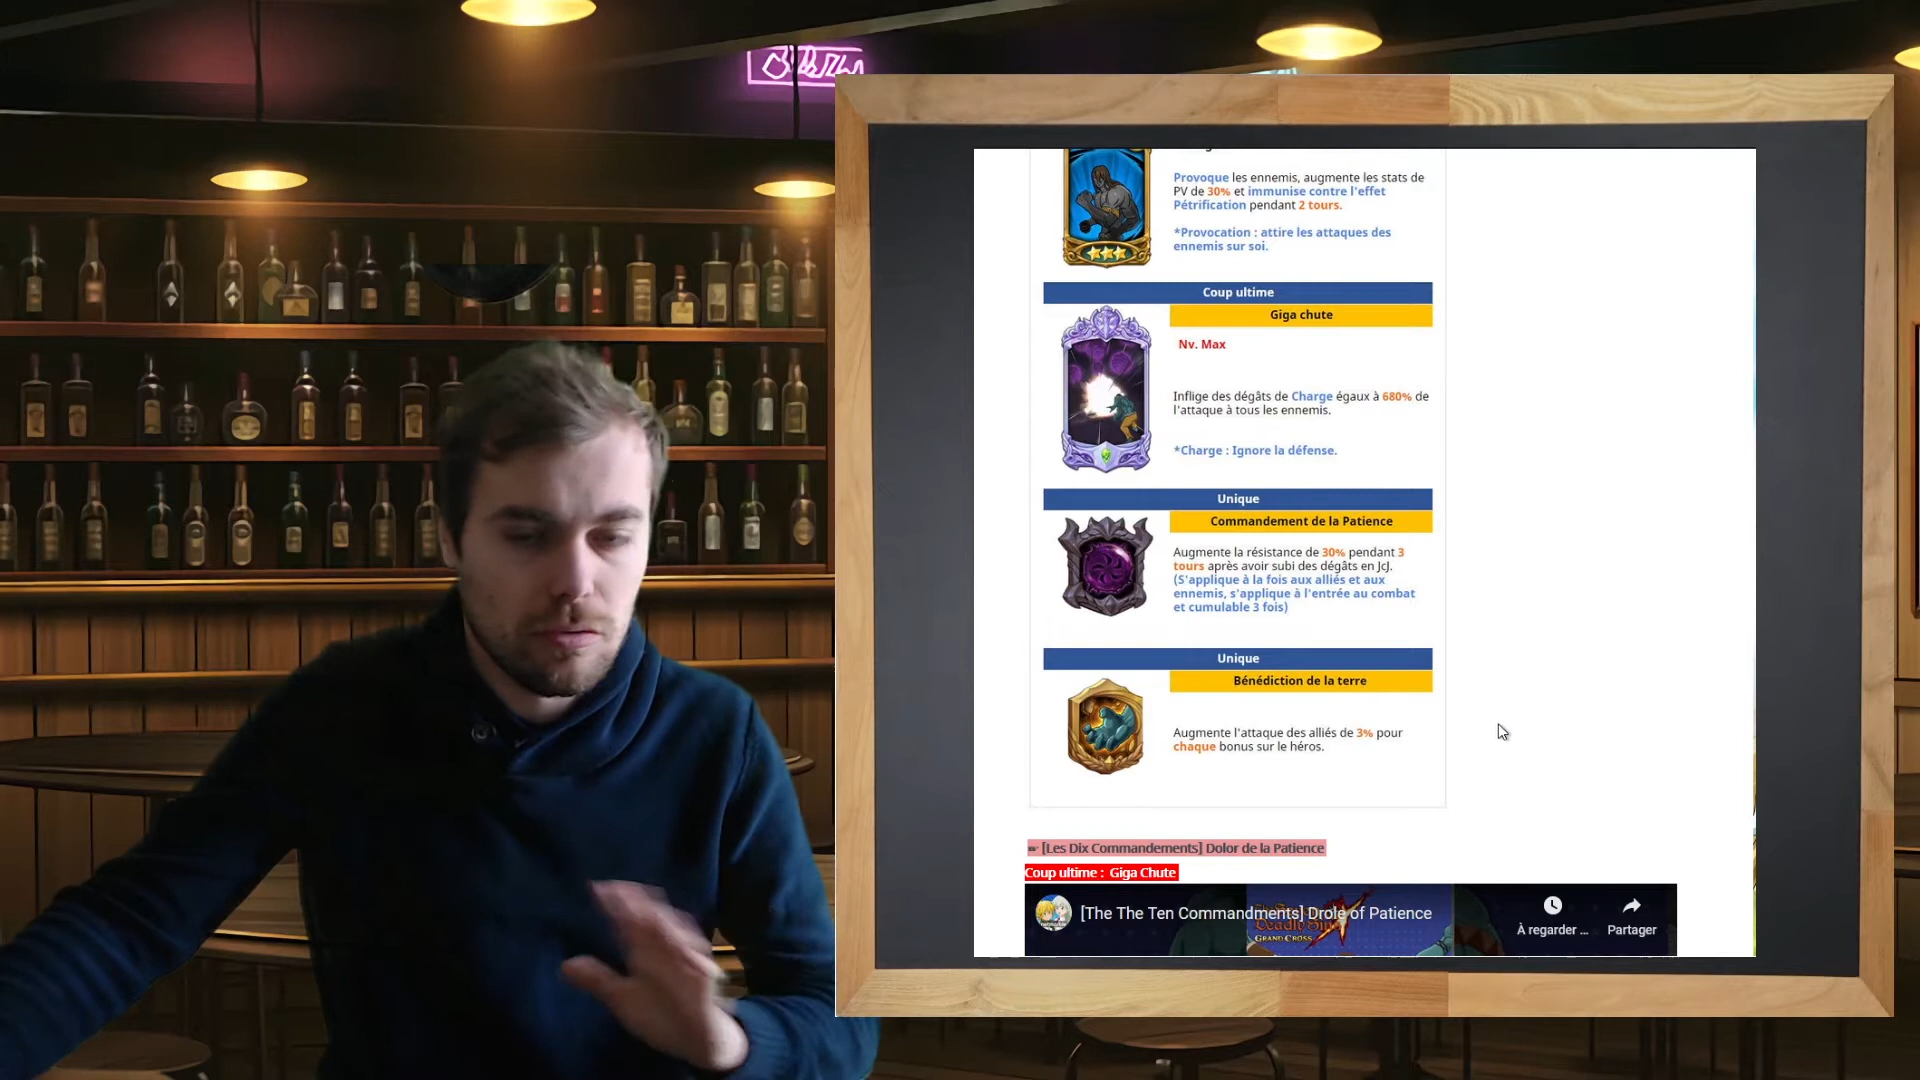 Provoque les ennemis, augmente les stats de
PV de 30% et immunise contre l'effet
Pétrification pendant 2 tours.
*Provocation : attire les attaques des
ennemis sur soi.
Coup ultime
Giga chute
Nv. Max
Inflige des dégâts de Charge égaux à 680% de
l'attaque à tous les ennemis.
*Charge : Ignore la défense.
Unique
Commandement de la Patience
Augmente la résistance de 30% pendant 3
tours après avoir subi des dégâts en JcJ.
(S'applique à la fois aux alliés et aux
ennemis, s'applique à l'entrée au combat
et cumulable 3 fois)
Unique
Bénédiction de la terre
Augmente l'attaque des alliés de 3% pour
chaque bonus sur le héros.
☛ [Les Dix Commandements] Dolor de la Patience
Coup ultime : Giga Chute
[The The Ten Commandments] Drole of Patience
À regarder ...
Partager
GRAND CROSS